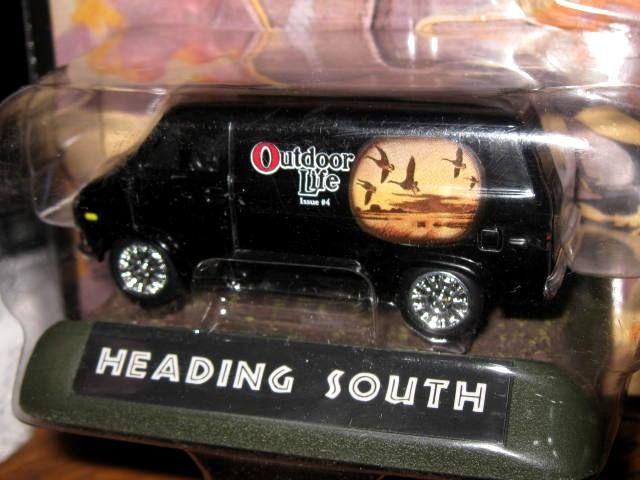 Outdoor
Life
Issue #4
HEADING SOUTH